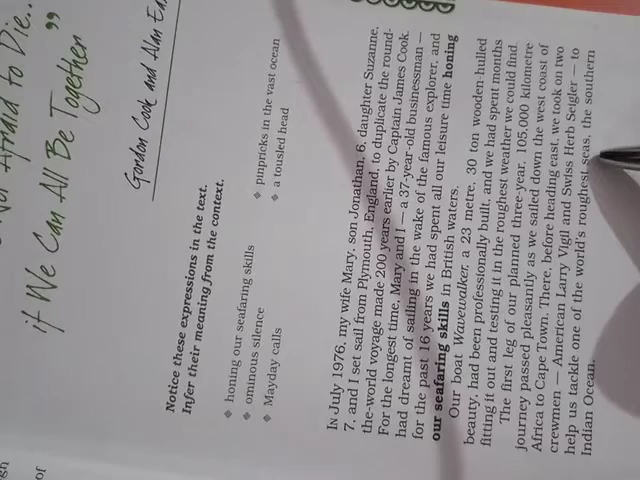 Afraid to Die..
if We Can All Be Together”
Gordon Cook and Alan
Notice these expressions in the text.
Infer their meaning from the context.
❖ honing our seafaring skills ❖ pinpricks in the vast ocean
❖ ominous silence ❖ a tousled head
❖ Mayday calls
In July 1976, my wife Mary, son Jonathan, 6, daughter Suzanne,
7, and I set sail from Plymouth, England, to duplicate the round-
the-world voyage made 200 years earlier by Captain James Cook.
For the longest time, Mary and I — a 37-year-old businessman —
had dreamt of sailing in the wake of the famous explorer, and
for the past 16 years we had spent all our leisure time honing
our seafaring skills in British waters.
Our boat Wavewalker, a 23 metre, 30 ton wooden-hulled
beauty, had been professionally built, and we had spent months
fitting it out and testing it in the roughest weather we could find.
The first leg of our planned three-year, 105,000 kilometre
journey passed pleasantly as we sailed down the west coast of
Africa to Cape Town. There, before heading east, we took on two
crewmen — American Larry Vigil and Swiss Herb Seigler — to
help us tackle one of the world's roughest seas, the southern
Indian Ocean.
gh
of